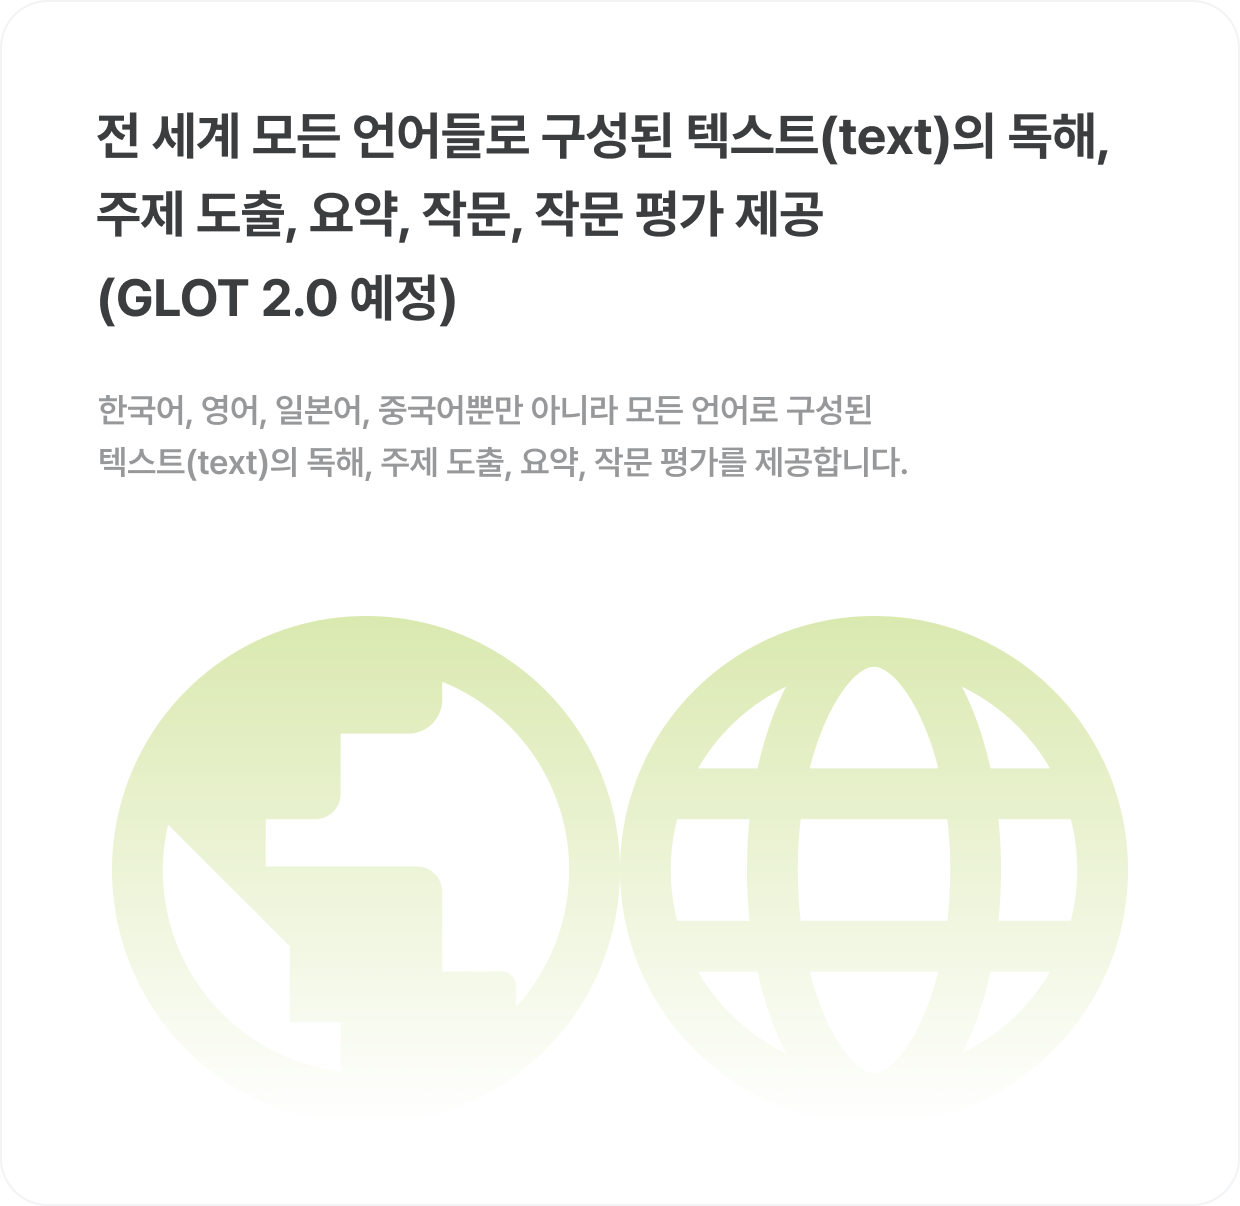 전 세계 모든 언어들로 구성된 텍스트(text)의 독해,
주제 도출, 요약, 작문, 작문 평가 제공
(GLOT 2.0 예정)
한국어, 영어, 일본어, 중국어뿐만 아니라 모든 언어로 구성된
텍스트(text)의 독해, 주제 도출, 요약, 작문 평가를 제공합니다.